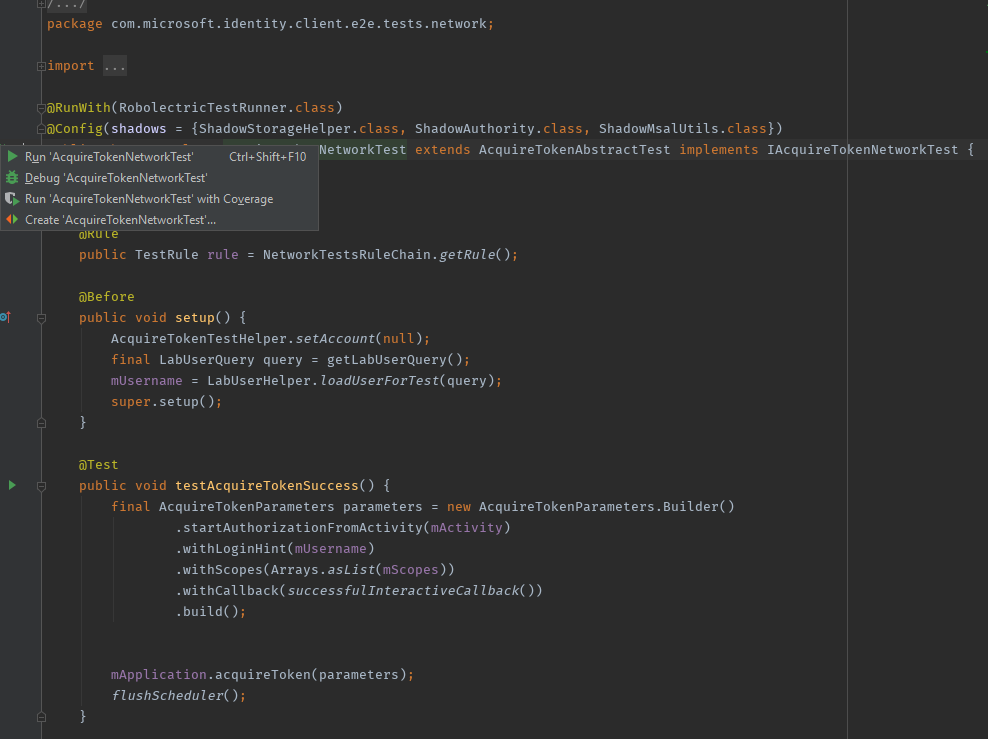 /.../
package com.microsoft.identity.client.e2e.tests.network;
import ...
@RunWith(RobolectricTestRunner.class)
@Config(shadows = {ShadowStorageHelper.class, ShadowAuthority.class, ShadowMsalUtils.class})
NetworkTest extends AcquireTokenAbstractTest implements IAcquireTokenNetworkTest {
Run 'AcquireTokenNetworkTest' Ctrl+Shift+F10
Debug 'AcquireTokenNetworkTest'
Run 'AcquireTokenNetworkTest' with Coverage
Create 'AcquireTokenNetworkTest'...
@Rule
public TestRule rule = NetworkTestsRuleChain.getRule();
@Before
public void setup() {
AcquireTokenTestHelper.setAccount(null);
final LabUserQuery query = getLabUserQuery();
mUsername = LabUserHelper.loadUserForTest(query);
super.setup();
}
@Test
public void testAcquireTokenSuccess() {
final AcquireTokenParameters parameters = new AcquireTokenParameters.Builder()
.startAuthorizationFromActivity(mActivity)
.withLoginHint(mUsername)
.withScopes(Arrays.asList(mScopes))
.withCallback(successfulInteractiveCallback())
.build();
mApplication.acquireToken(parameters);
flushScheduler();
}